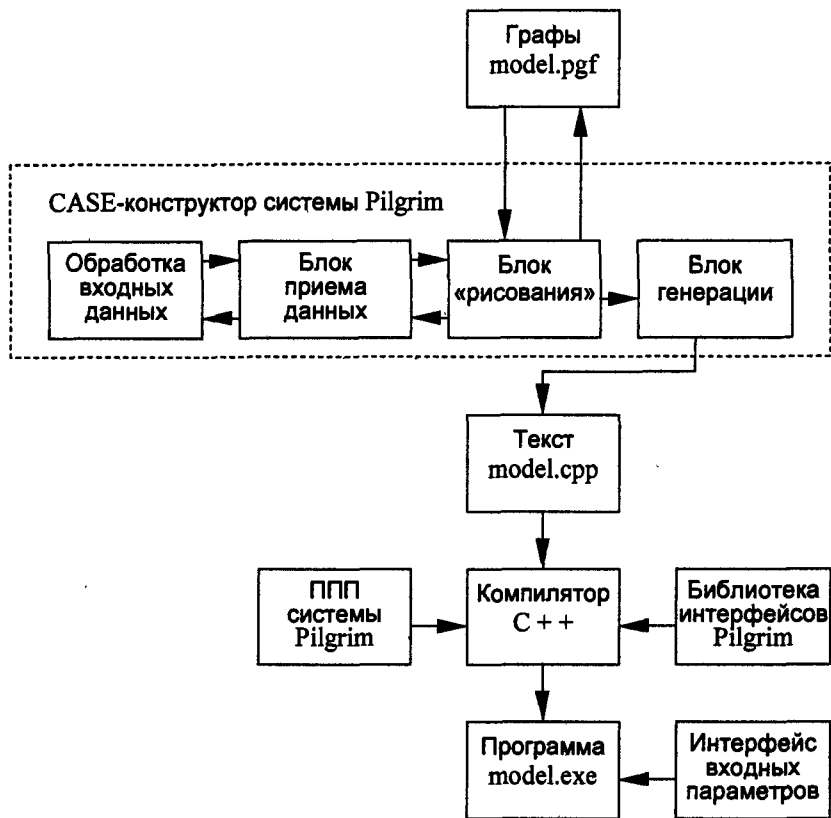 Графы
model.pgf
CASE-конструктор системы Pilgrim
Обработка
входных
данных
Блок
приема
данных
Блок
«рисования»
Блок
генерации
Текст
model.cpp
ППП
системы
Pilgrim
Компилятор
C + +
Библиотека
интерфейсов
Pilgrim
Программа
model.exe
Интерфейс
входных
параметров